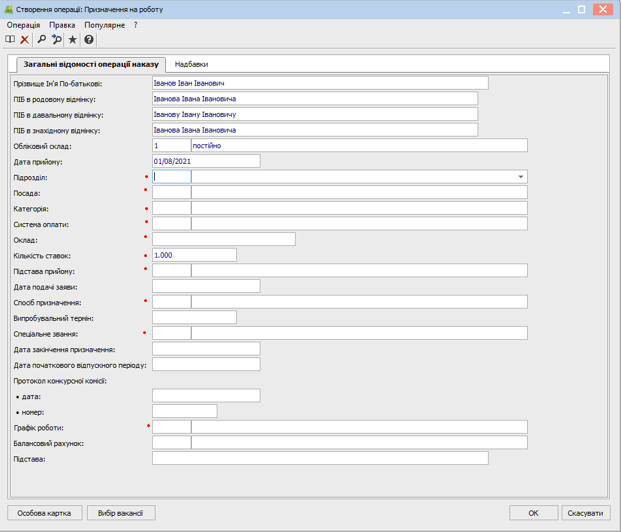 Створення операції: Призначення на роботу
Операція Правка Популярне ?
Загальні відомості операції наказу Надбавки
Прізвище Ім'я По-батькові: Іванов Іван Іванович
ПІБ в родовому відмінку: Іванова Івана Івановича
ПІБ в давальному відмінку: Іванову Івану Івановичу
ПІБ в знахідному відмінку: Іванова Івана Івановича
Обліковий склад: 1 постійно
Дата прийому: 01/08/2021
Підрозділ:
Посада:
Категорія:
Система оплати:
Оклад:
Кількість ставок: 1.000
Підстава прийому:
Дата подачі заяви:
Спосіб призначення:
Випробувальний термін:
Спеціальне звання:
Дата закінчення призначення:
Дата початкового відпускного періоду:
Протокол конкурсної комісії:
• дата:
• номер:
Графік роботи:
Балансовий рахунок:
Підстава:
Особова картка Вибір вакансії ОК Скасувати